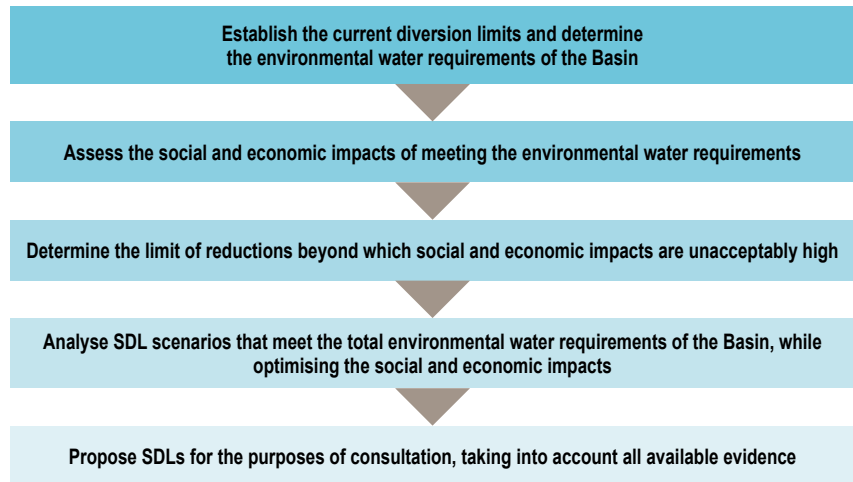 Establish the current diversion limits and determine
the environmental water requirements of the Basin
Assess the social and economic impacts of meeting the environmental water requirements
Determine the limit of reductions beyond which social and economic impacts are unacceptably high
Analyse SDL scenarios that meet the total environmental water requirements of the Basin, while
optimising the social and economic impacts
Propose SDLs for the purposes of consultation, taking into account all available evidence